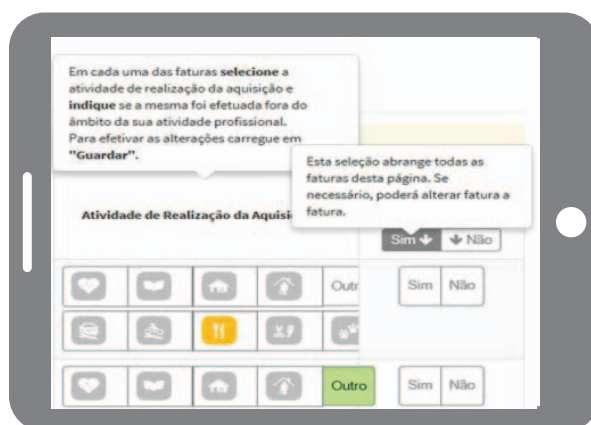 Em cada uma das faturas selecione a
atividade de realização da aquisição e
indique se a mesma foi efetuada fora do
âmbito da sua atividade profissional.
Para efetivar as alterações carregue em
"Guardar".
Esta seleção abrange todas as
faturas desta página. Se
necessário, poderá alterar fatura a
fatura.
Atividade de Realização da Aquisi
Sim Não
Outr Sim Não
Outro Sim Não